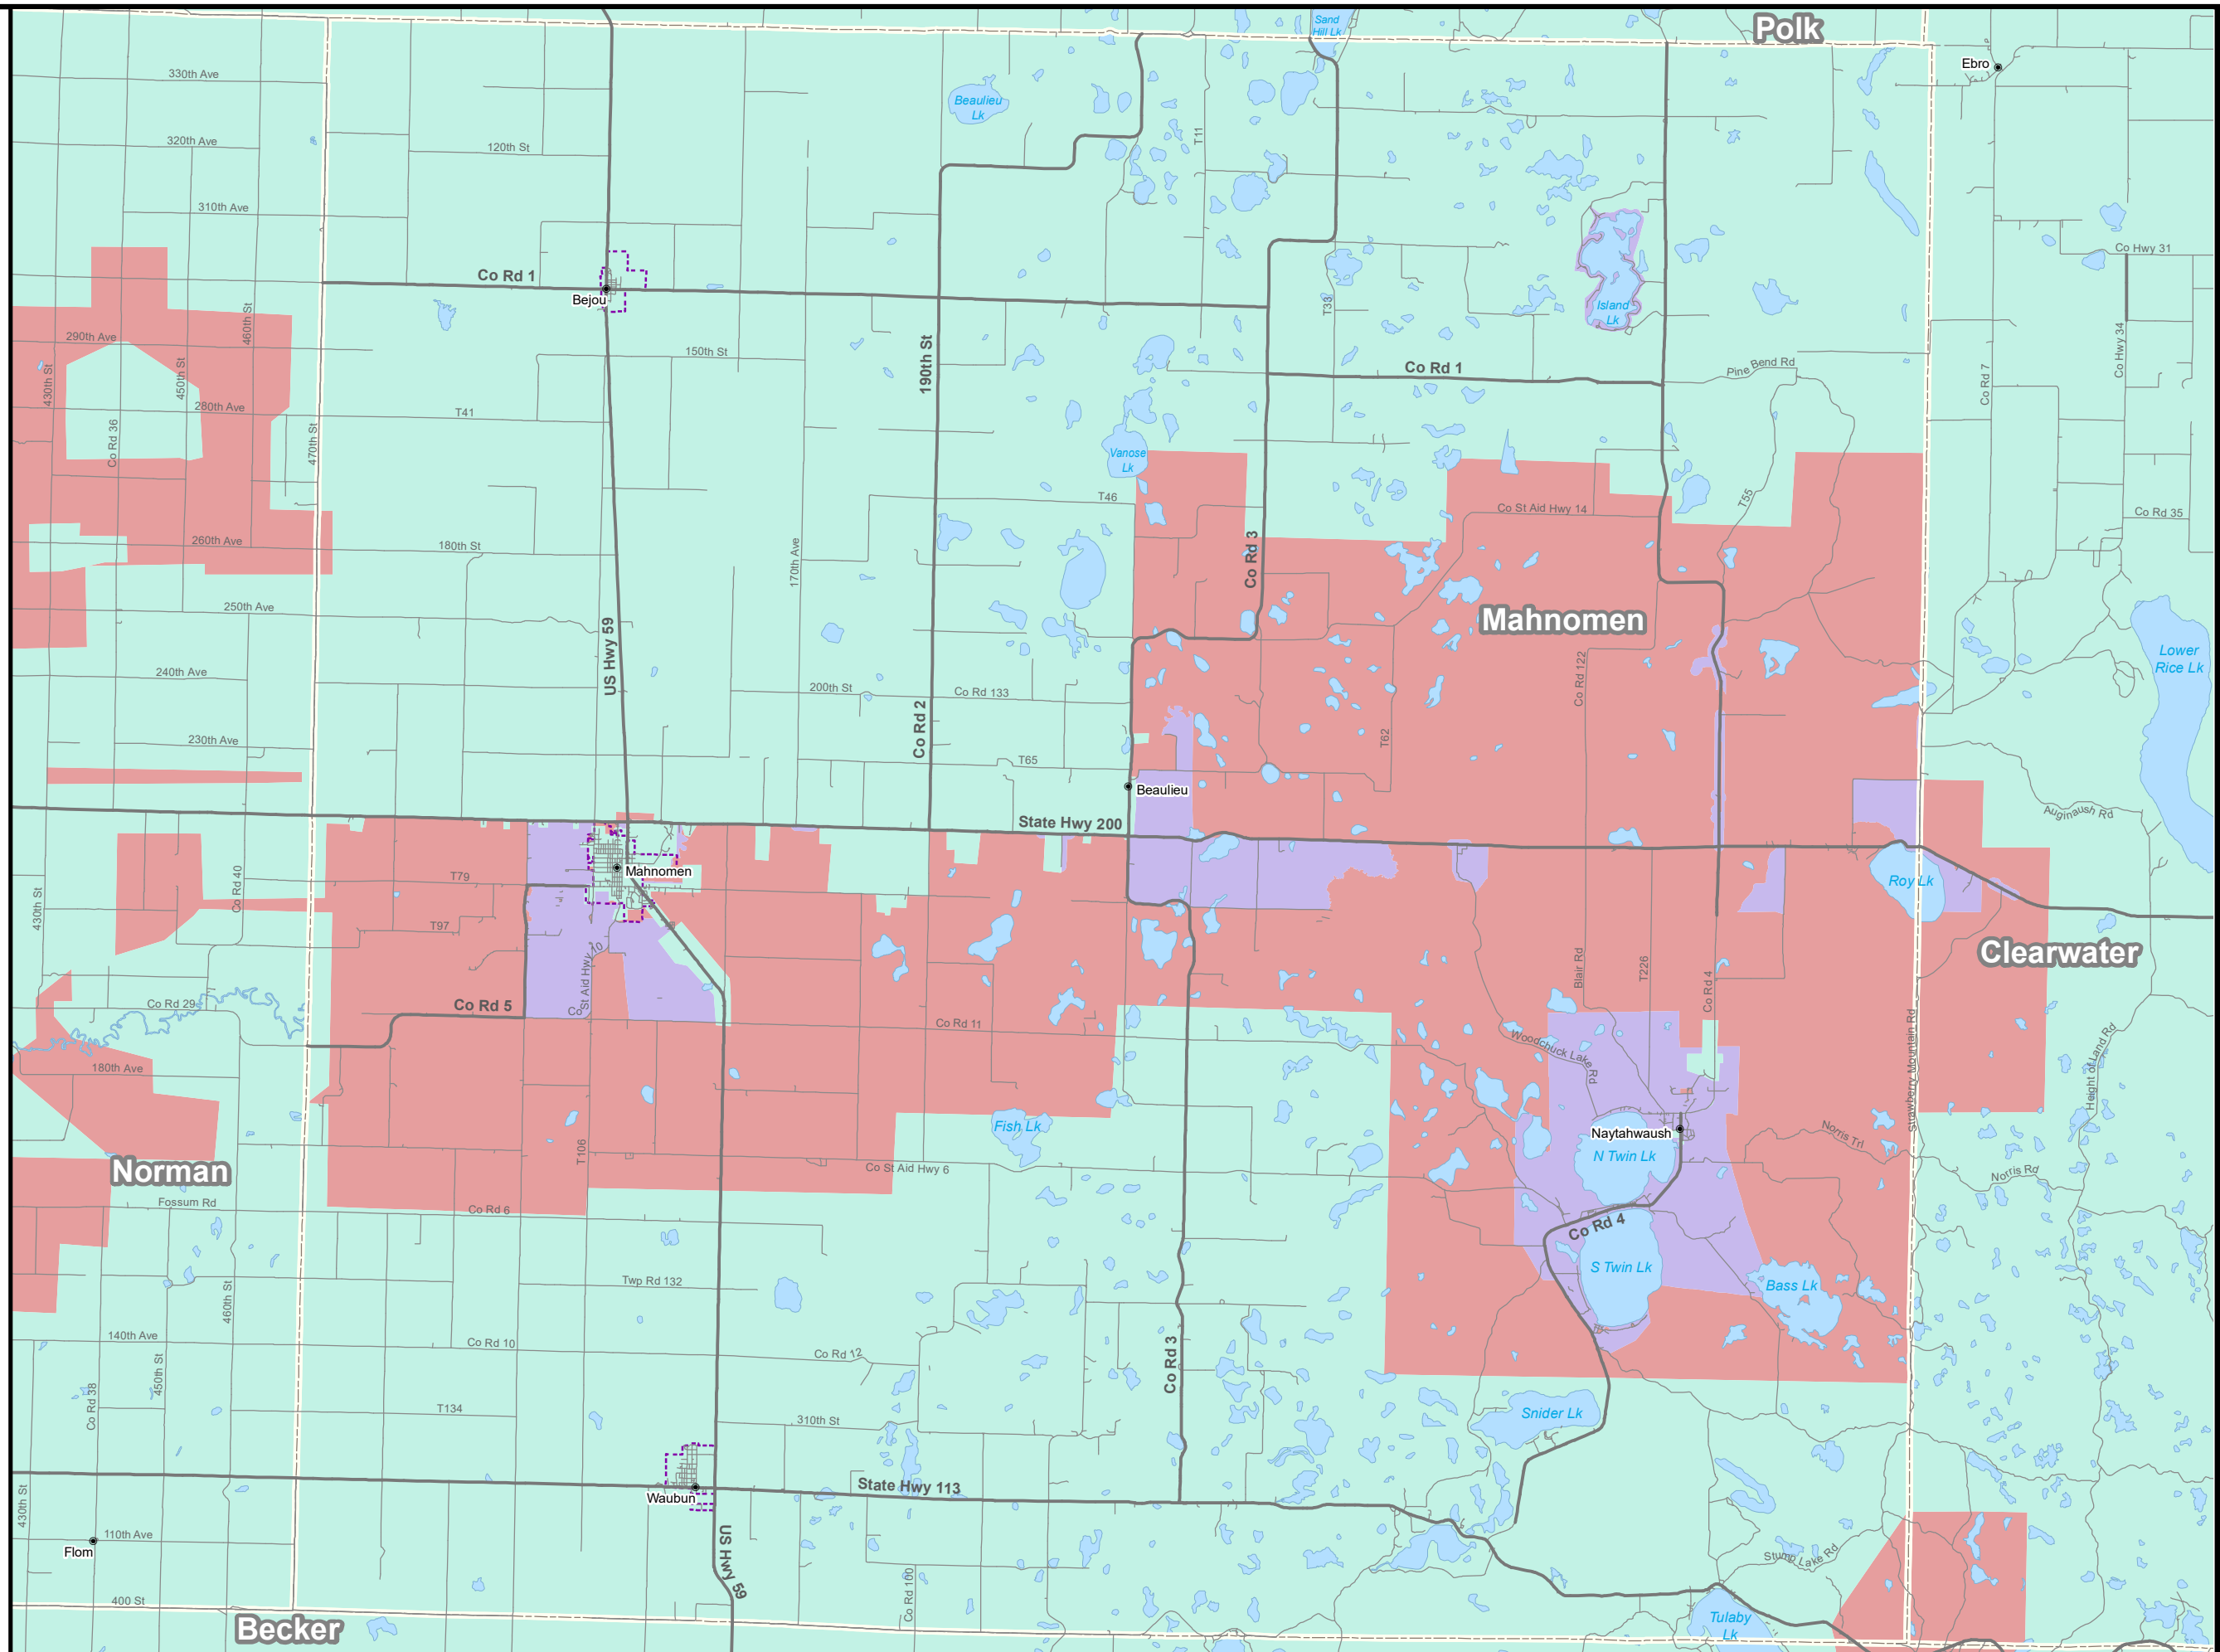 Sand
Hill Lk
Polk
Ebro
330th Ave
Beaulieu
Lk
T11
320th Ave
120th St
310th Ave
Co Hwy 31
Co Rd 1
Bejou
Island
Lk
T33
460th St
290th Ave
150th St
430th St
450th St
190th St
Co Rd 1
Pine Bend Rd
Co Rd 7
Co Hwy 34
280th Ave
T41
Co Rd 36
470th St
Vanose
Lk
T46
T55
Co St Aid Hwy 14
Co Rd 35
260th Ave
180th St
170th Ave
Co Rd 3
250th Ave
Mahnomen
US Hwy 59
Lower
Rice Lk
240th Ave
200th St
Co Rd 133
Co Rd 122
230th Ave
Co Rd 2
T62
T65
Beaulieu
Auginaush Rd
State Hwy 200
Mahnomen
T79
Co Rd 40
430th St
Roy Lk
T97
Co St Aid Hwy 10
Clearwater
Blair Rd
T226
Co Rd 4
Co Rd 29
Co Rd 5
Co Rd 11
Woodchuck Lake Rd
Strawberry Mountain Rd
Height of Land Rd
180th Ave
Fish Lk
Naytahwaush
N Twin Lk
Norris Trl
T106
Co St Aid Hwy 6
Norman
Norris Rd
Fossum Rd
Co Rd 6
Co Rd 4
S Twin Lk
Bass Lk
Twp Rd 132
460th St
140th Ave
Co Rd 10
Co Rd 12
Co Rd 3
450th St
Co Rd 38
T134
310th St
Snider Lk
State Hwy 113
Waubun
430th St
110th Ave
Flom
US Hwy 59
Stump Lake Rd
Co Rd 100
400 St
Becker
Tulaby
Lk